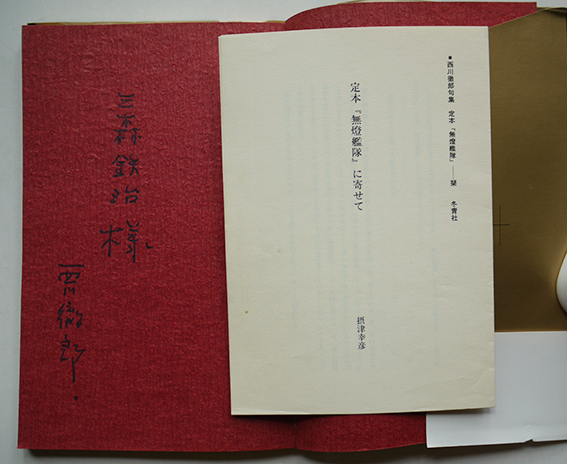 ■西川徹郎句集 定本『無燈艦隊』――栞 冬青社
定本『無燈艦隊』に寄せて
摂津幸彦
三森鉄治様
西川徹郎